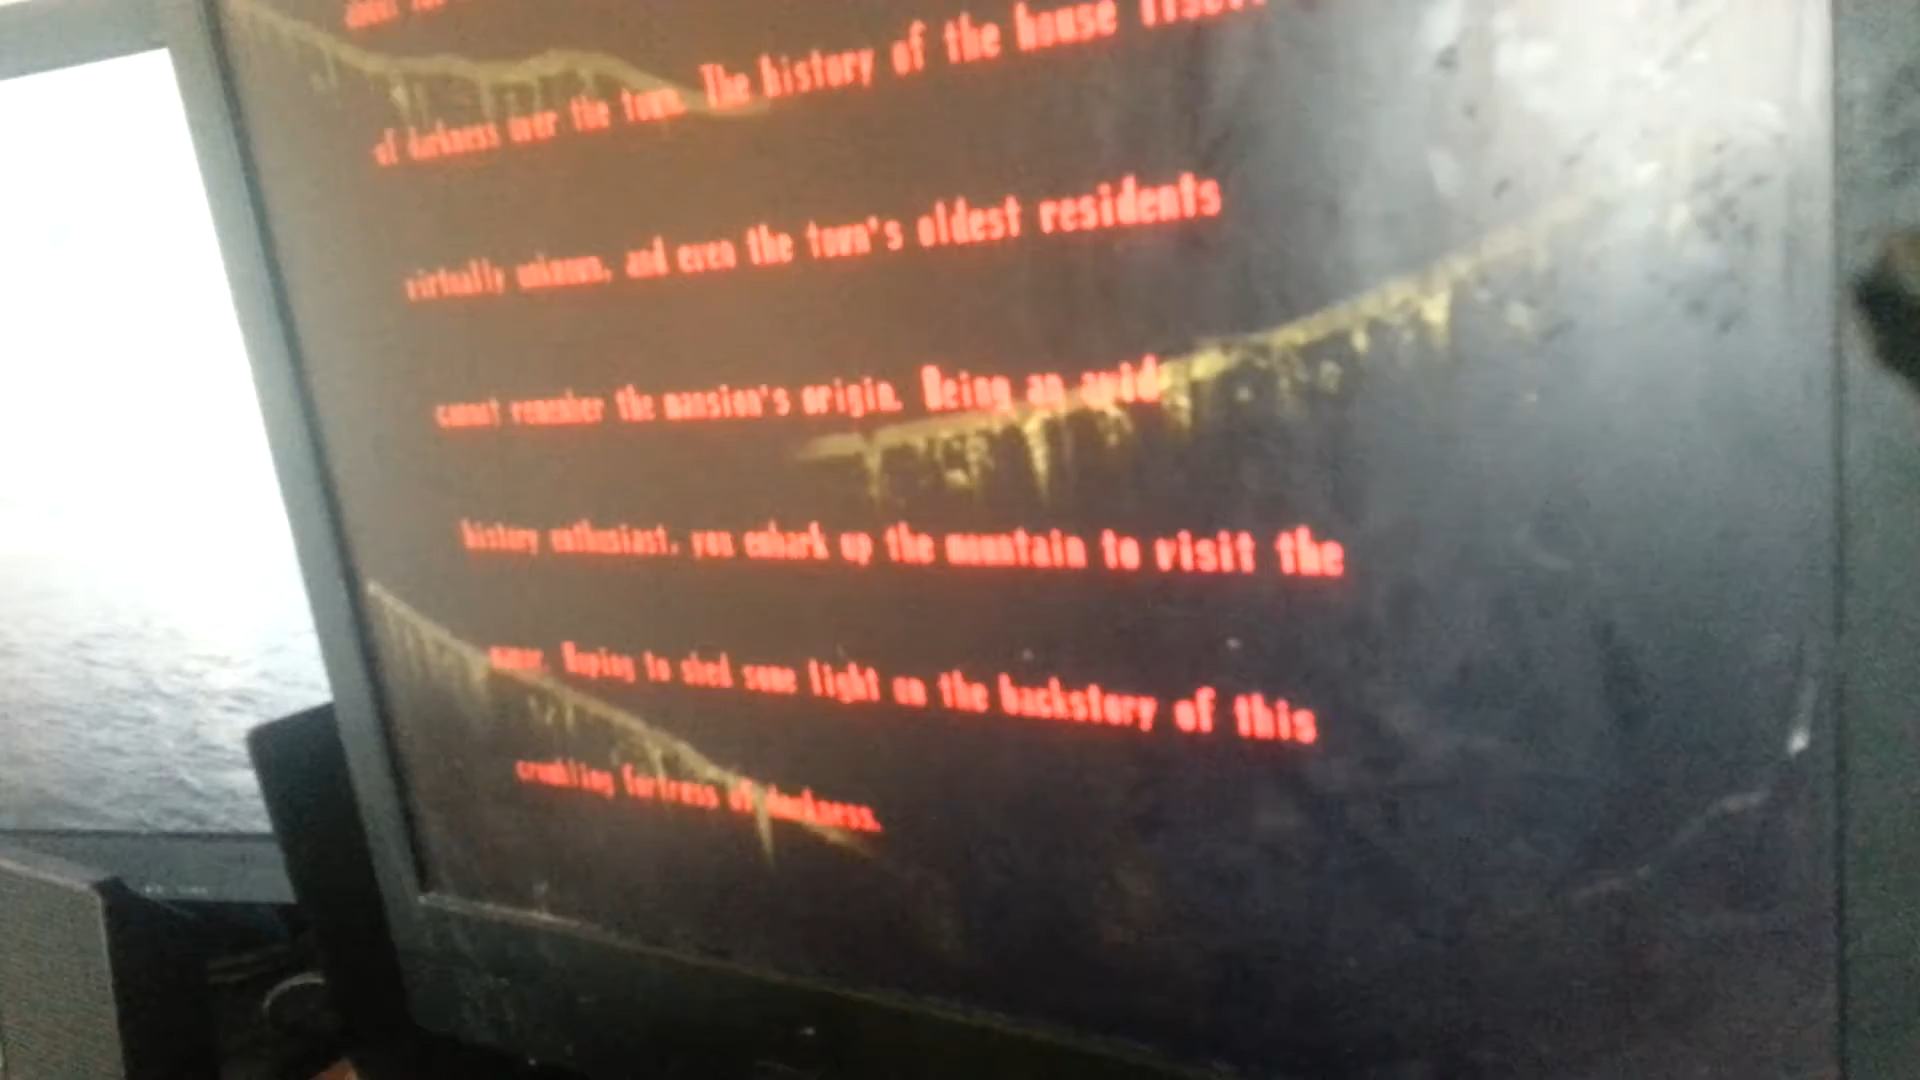 of darkness over the town. The history of the house itself
virtually unknown, and even the town's oldest residents
cannot remember the mansion's origin. Being an avid
history enthusiast, you embark up the mountain to visit the
manor. Hoping to shed some light on the backstory of this
crumbling fortress of darkness.